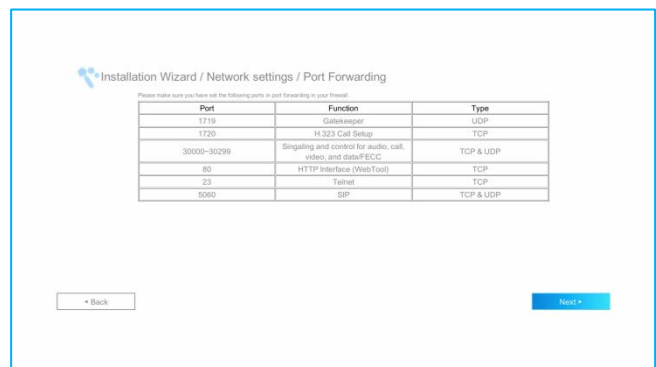 Installation Wizard / Network settings / Port Forwarding
Please make sure you have set the following ports in port forwarding in your firewall.
Port Function Type
1719 Gatekeeper UDP
1720 H.323 Call Setup TCP
30000~30299 Singaling and control for audio, call, video, and data/FECC TCP & UDP
80 HTTP Interface (WebTool) TCP
23 Telnet TCP
5060 SIP TCP & UDP
Back
Next